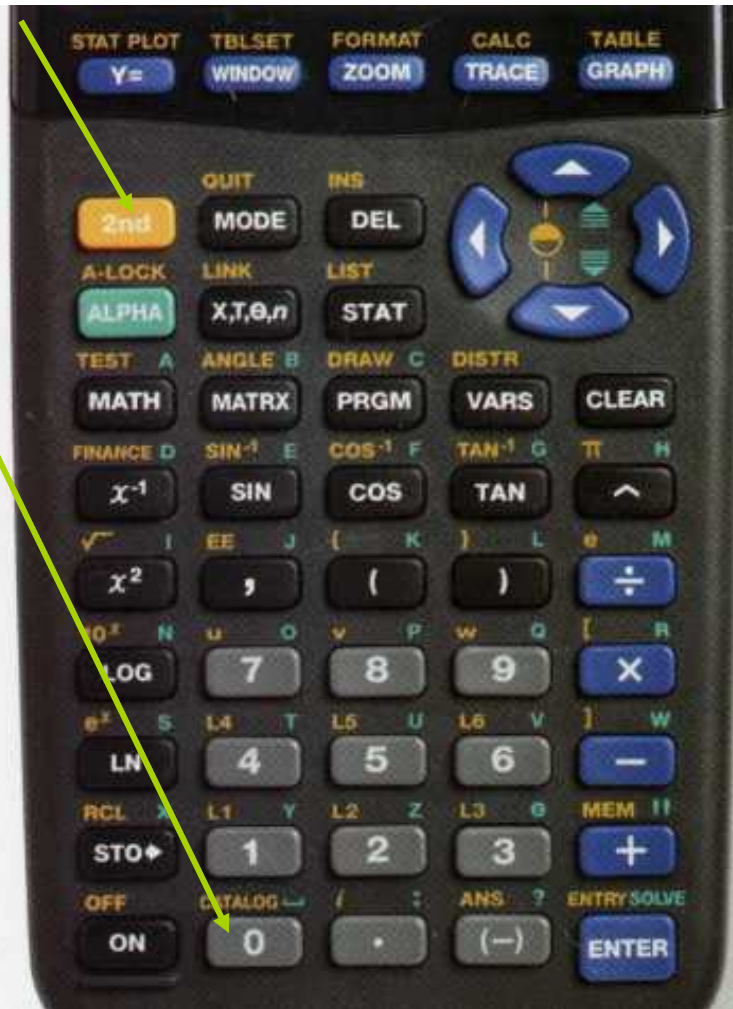 STAT PLOT TBLSET FORMAT CALC TABLE
Y= WINDOW ZOOM TRACE GRAPH
QUIT INS
2nd MODE DEL
A-LOCK LINK LIST
ALPHA X,T,Θ,n STAT
TEST A ANGLE B DRAW C DISTR
MATH MATRX PRGM VARS CLEAR
FINANCE D SIN-1 E COS-1 F TAN-1 G π H
x-1 SIN COS TAN ^
√ I EE J { K } L e M
x² , ( ) ÷
10ˣ N u O v P w Q [ R
LOG 7 8 9 ×
eˣ S L4 T L5 U L6 V ] W
LN 4 5 6 −
RCL X L1 Y L2 Z L3 θ MEM "
STO 1 2 3 +
OFF CATALOG i : ANS ? ENTRY SOLVE
ON 0 . (−) ENTER